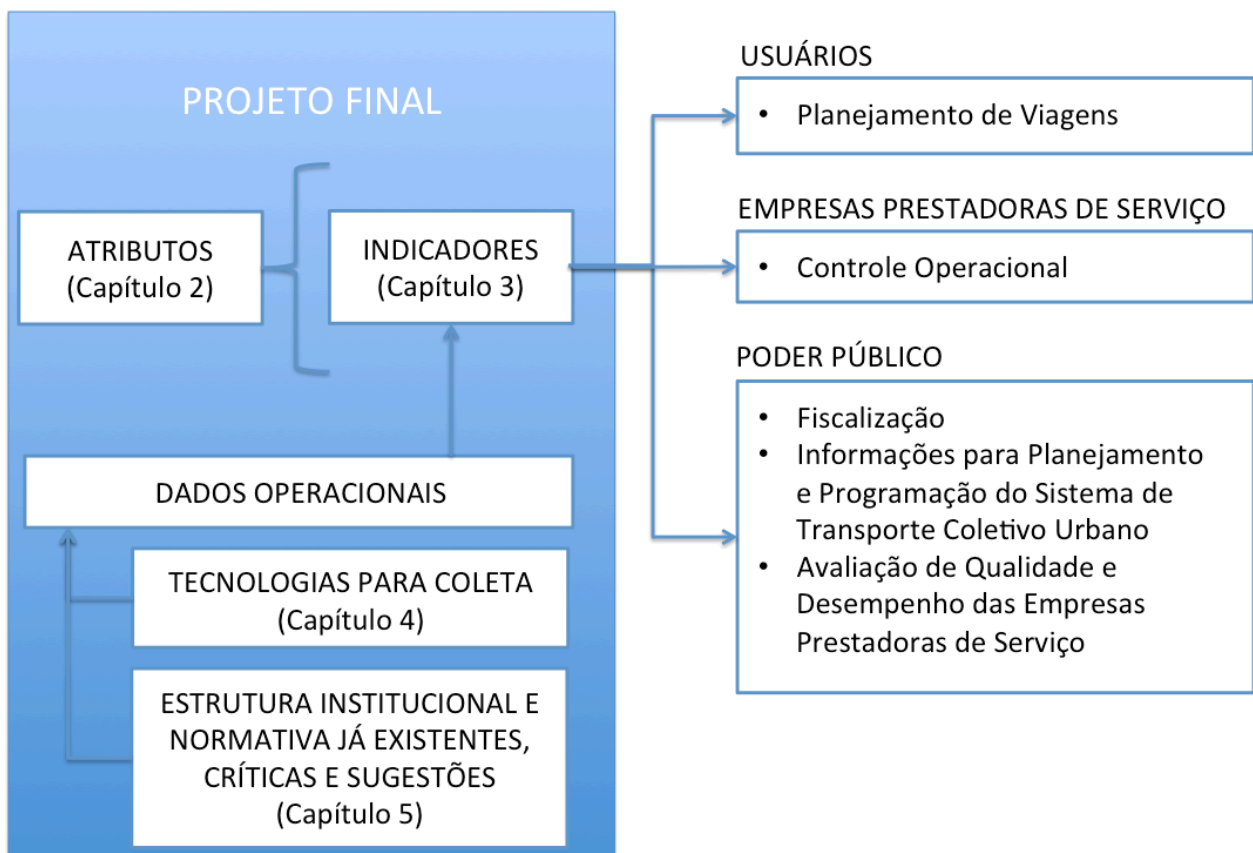 PROJETO FINAL
ATRIBUTOS
(Capítulo 2)
INDICADORES
(Capítulo 3)
DADOS OPERACIONAIS
TECNOLOGIAS PARA COLETA
(Capítulo 4)
ESTRUTURA INSTITUCIONAL E
NORMATIVA JÁ EXISTENTES,
CRÍTICAS E SUGESTÕES
(Capítulo 5)
USUÁRIOS
• Planejamento de Viagens
EMPRESAS PRESTADORAS DE SERVIÇO
• Controle Operacional
PODER PÚBLICO
• Fiscalização
• Informações para Planejamento
e Programação do Sistema de
Transporte Coletivo Urbano
• Avaliação de Qualidade e
Desempenho das Empresas
Prestadoras de Serviço